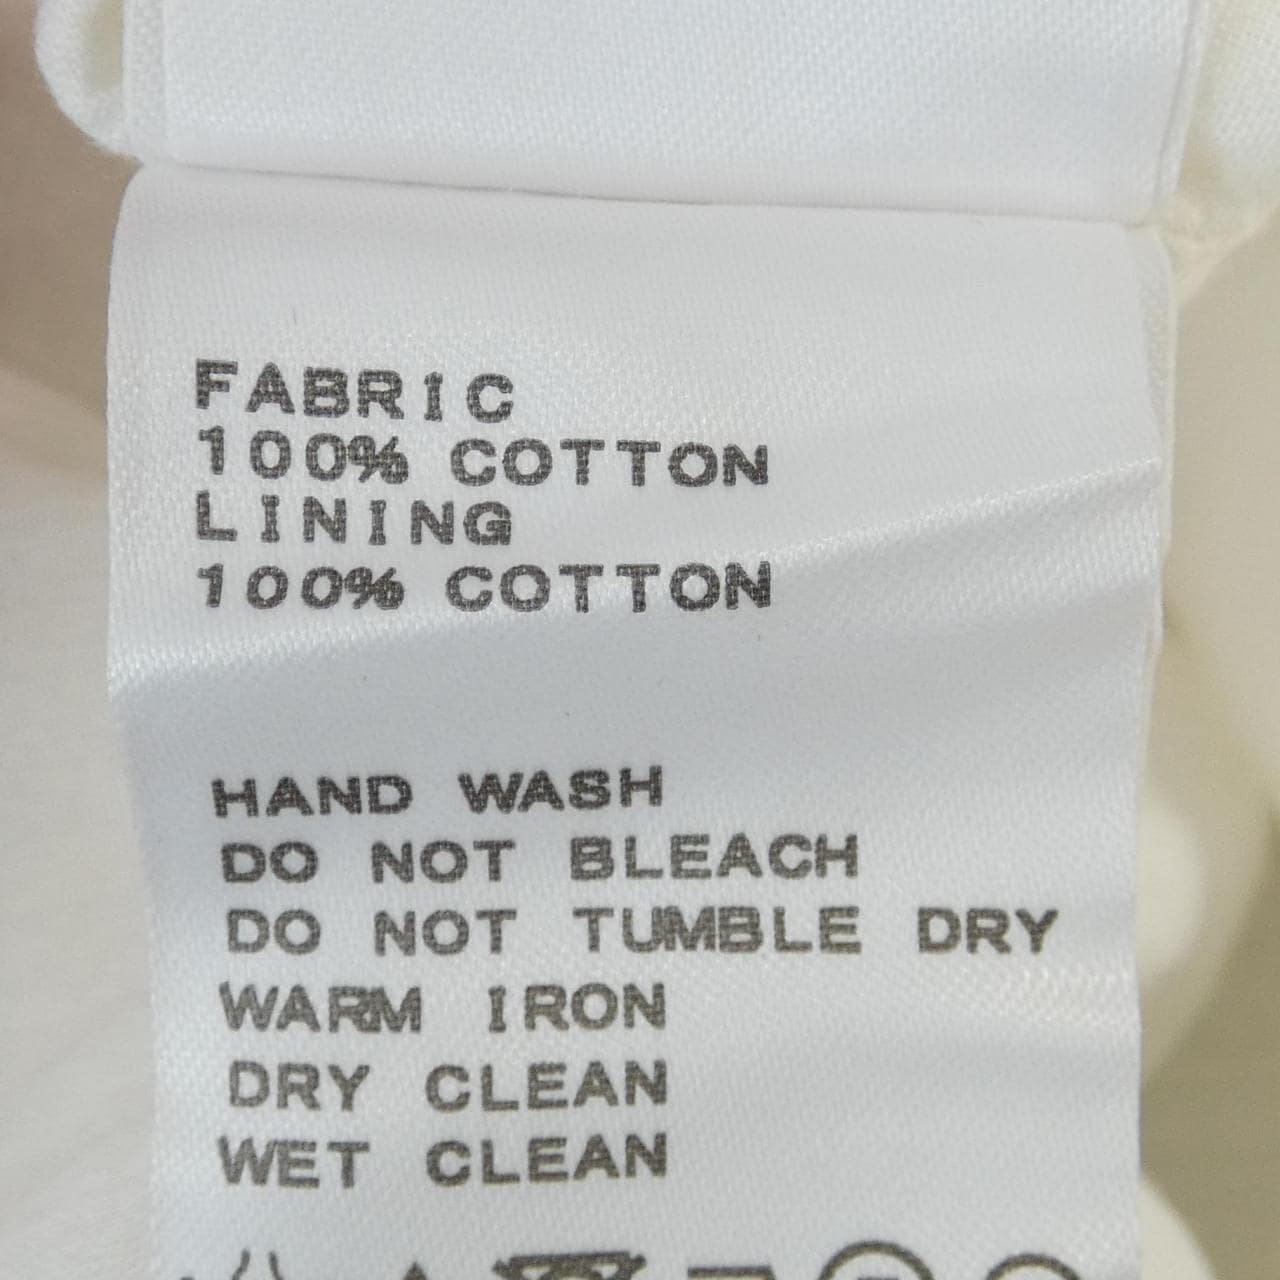 FABRIC
100% COTTON
LINING
100% COTTON
HAND WASH
DO NOT BLEACH
DO NOT TUMBLE DRY
WARM IRON
DRY CLEAN
WET CLEAN